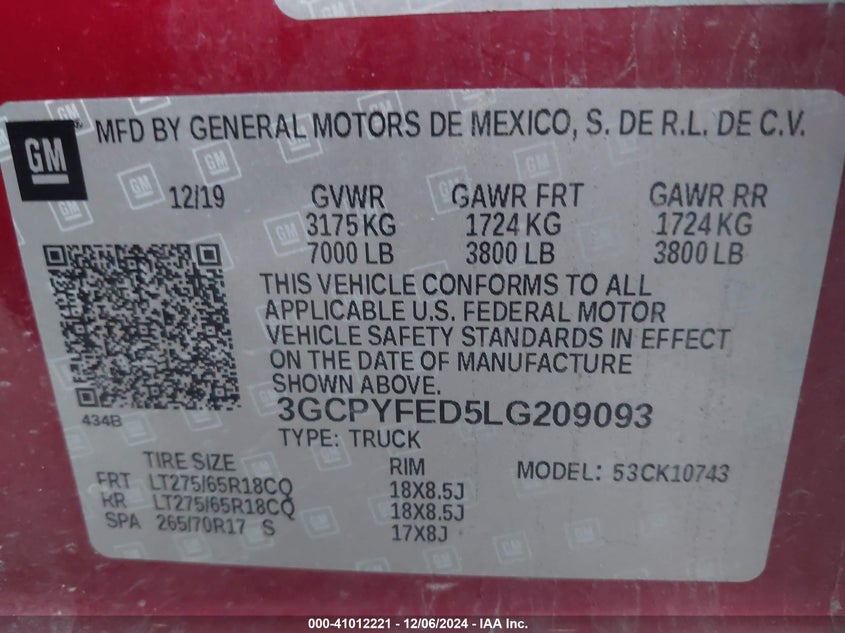 GM
MFD BY GENERAL MOTORS DE MEXICO, S. DE R.L. DE C.V.
12/19 GVWR GAWR FRT GAWR RR
3175 KG 1724 KG 1724 KG
7000 LB 3800 LB 3800 LB
THIS VEHICLE CONFORMS TO ALL
APPLICABLE U.S. FEDERAL MOTOR
VEHICLE SAFETY STANDARDS IN EFFECT
ON THE DATE OF MANUFACTURE
SHOWN ABOVE.
434B
3GCPYFED5LG209093
TYPE: TRUCK
TIRE SIZE RIM MODEL: 53CK10743
FRT LT275/65R18CQ 18X8.5J
RR LT275/65R18CQ 18X8.5J
SPA 265/70R17 S 17X8J
000-41012221 - 12/06/2024 - IAA Inc.